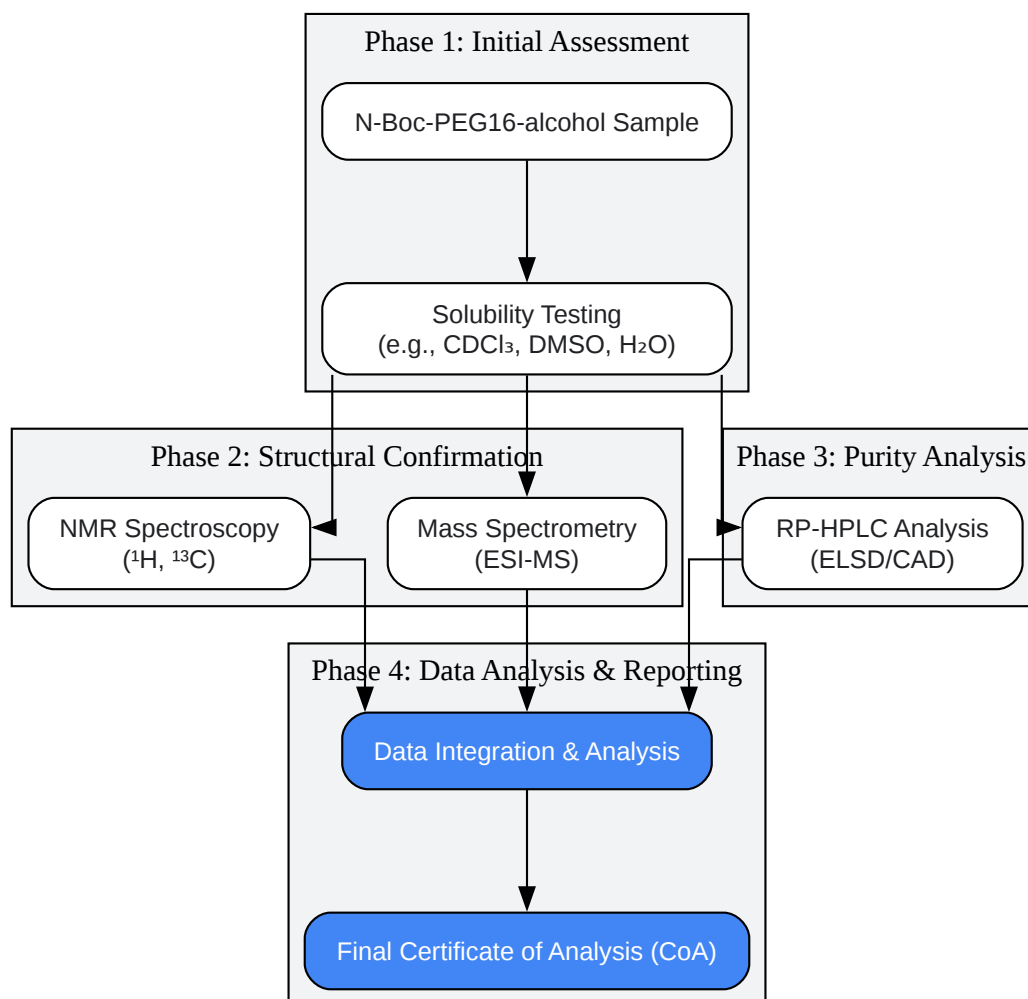 Phase 1: Initial Assessment
N-Boc-PEG16-alcohol Sample
Solubility Testing
(e.g., CDCl₃, DMSO, H₂O)
Phase 2: Structural Confirmation
NMR Spectroscopy
(¹H, ¹³C)
Mass Spectrometry
(ESI-MS)
Phase 3: Purity Analysis
RP-HPLC Analysis
(ELSD/CAD)
Phase 4: Data Analysis & Reporting
Data Integration & Analysis
Final Certificate of Analysis (CoA)